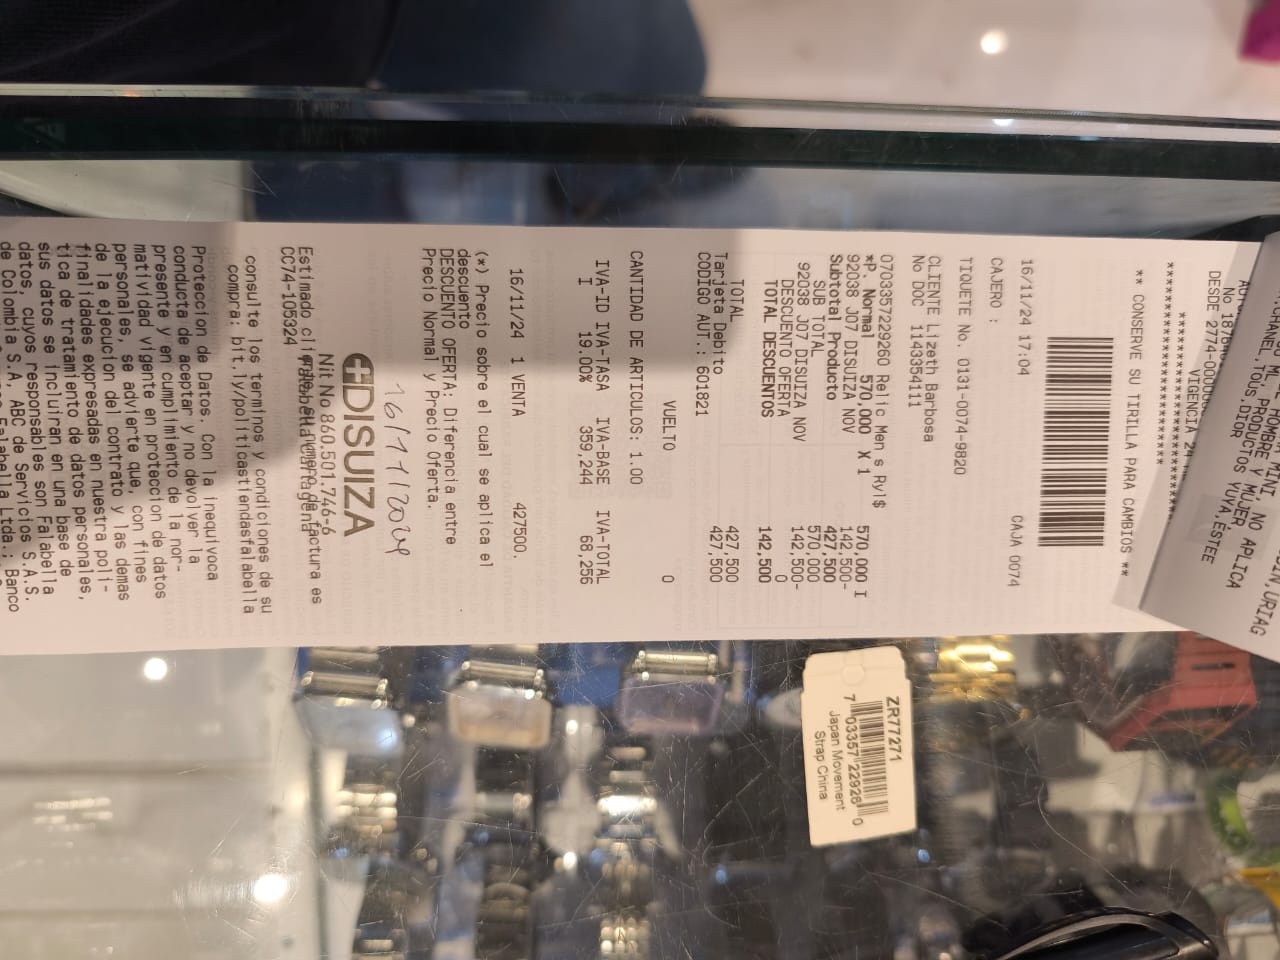 MINI
HOMBRE Y MUJER
NO APLICA
TOUS, DIOR
DESDE 2774-
VIGENCIA 24
** CONSERVE SU TIRILLA PARA CAMBIOS **
16/11/24 17:04 CAJA 0074
CAJERO :
TIQUETE No. 0131-0074-9820
CLIENTE Lizeth Barbosa
No DOC 1143354111
0703357229260 Relic Men s Ryl$
*P. Normal 570.000 X 1 570,000 I
92038 J07 DISUIZA NOV 142,500-
Subtotal Producto 427,500
SUB TOTAL 570,000
92038 J07 DISUIZA NOV 142,500-
DESCUENTO OFERTA 0
TOTAL DESCUENTOS 142,500
TOTAL 427,500
Tarjeta Debito 427,500
CODIGO AUT.: 601821
VUELTO 0
CANTIDAD DE ARTICULOS: 1.00
IVA-ID IVA-TASA IVA-BASE IVA-TOTAL
I 19.00% 359,244 68,256
16/11/24 1 VENTA 427500.
(*) Precio sobre el cual se aplica el
descuento
DESCUENTO OFERTA: Diferencia entre
Precio Normal y Precio Oferta.
16/11/2024
DISUIZA
Nit No 860.501.746-6
Estimado cliente su numero de factura es
CC74-105324
consulte los terminos y condiciones de su
compra: bit.ly/politicastiendasfalabella
Proteccion de Datos. Con la inequivoca
conducta de aceptar y no devolver la
presente y en cumplimiento de la nor-
matividad vigente en proteccion de datos
personales, se advierte que, con fines
de la ejecucion del contrato y las demas
finalidades expresadas en nuestra poli-
tica de tratamiento de datos personales,
sus datos se incluiran en una base de
datos, cuyos responsables son Falabella
de Colombia S.A, ABC de Servicios S.A.S.
Falabella Ltda.; Banco
ZR77271
7 03357 22926 0
Japan Movement
Strap China